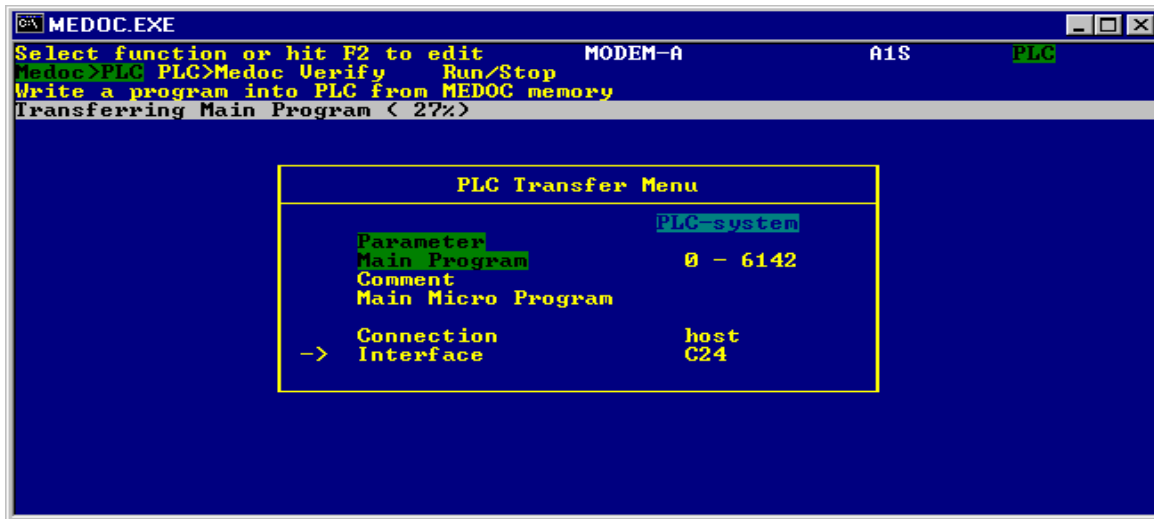 MEDOC.EXE
Select function or hit F2 to edit MODEM-A A1S PLC
Medoc>PLC PLC>Medoc Verify Run/Stop
Write a program into PLC from MEDOC memory
Transferring Main Program ( 27%)
PLC Transfer Menu
PLC-system
Parameter
Main Program 0 - 6142
Comment
Main Micro Program
Connection host
-> Interface C24